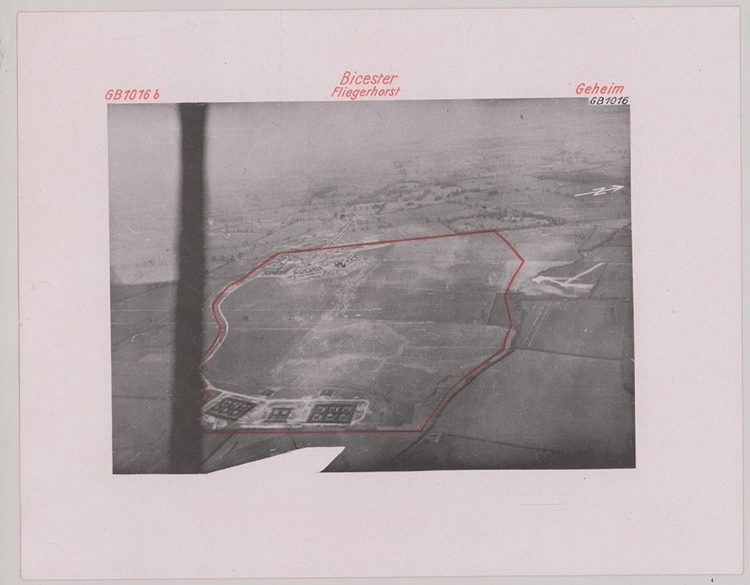 GB1016 b
Bicester
Fliegerhorst
Geheim
GB1016